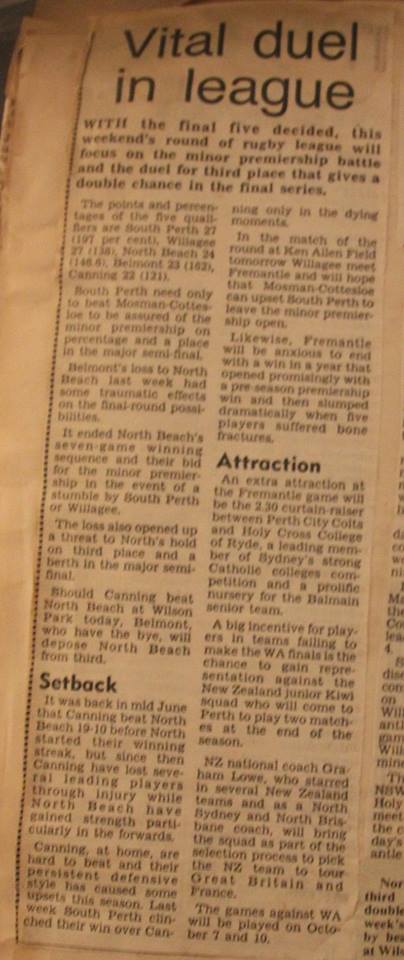 Vital duel
in league
WITH the final five decided, this
weekend's round of rugby league will
focus on the minor premiership battle
and the duel for third place that gives a
double chance in the final series.
The points and percen-
tages of the five quali-
fiers are South Perth 27
(197 per cent), Willagee
27 (138), North Beach 24
(146.6), Belmont 23 (162),
Canning 22 (121).
South Perth need only
to beat Mosman-Cottes-
loe to be assured of the
minor premiership on
percentage and a place
in the major semi-final.
Belmont's loss to North
Beach last week had
some traumatic effects
on the final-round possi-
bilities.
It ended North Beach's
seven-game winning
sequence and their bid
for the minor premier-
ship in the event of a
stumble by South Perth
or Willagee.
The loss also opened up
a threat to North's hold
on third place and a
berth in the major semi-
final.
Should Canning beat
North Beach at Wilson
Park today, Belmont,
who have the bye, will
depose North Beach
from third.
Setback
It was back in mid June
that Canning beat North
Beach 19-10 before North
started their winning
streak, but since then
Canning have lost seve-
ral leading players
through injury while
North Beach have
gained strength parti-
cularly in the forwards.
Canning, at home, are
hard to beat and their
persistent defensive
style has caused some
upsets this season. Last
week South Perth clin-
ched their win over Can-
ning only in the dying
moments.
In the match of the
round at Ken Allen Field
tomorrow Willagee meet
Fremantle and will hope
that Mosman-Cottesloe
can upset South Perth to
leave the minor premier-
ship open.
Likewise, Fremantle
will be anxious to end
with a win in a year that
opened promisingly with
a pre-season premiership
win and then slumped
dramatically when five
players suffered bone
fractures.
Attraction
An extra attraction at
the Fremantle game will
be the 2.30 curtain-raiser
between Perth City Colts
and Holy Cross College
of Ryde, a leading mem-
ber of Sydney's strong
Catholic colleges com-
petition and a prolific
nursery for the Balmain
senior team.
A big incentive for play-
ers in teams failing to
make the WA finals is the
chance to gain repre-
sentation against the
New Zealand junior Kiwi
squad who will come to
Perth to play two match-
es at the end of the
season.
NZ national coach Gra-
ham Lowe, who starred
in several New Zealand
teams and as a North
Sydney and North Bris-
bane coach, will bring
the squad as part of the
selection process to pick
the NZ team to tour
Great Britain and
France.
The games against WA
will be played on Octo-
ber 7 and 10.